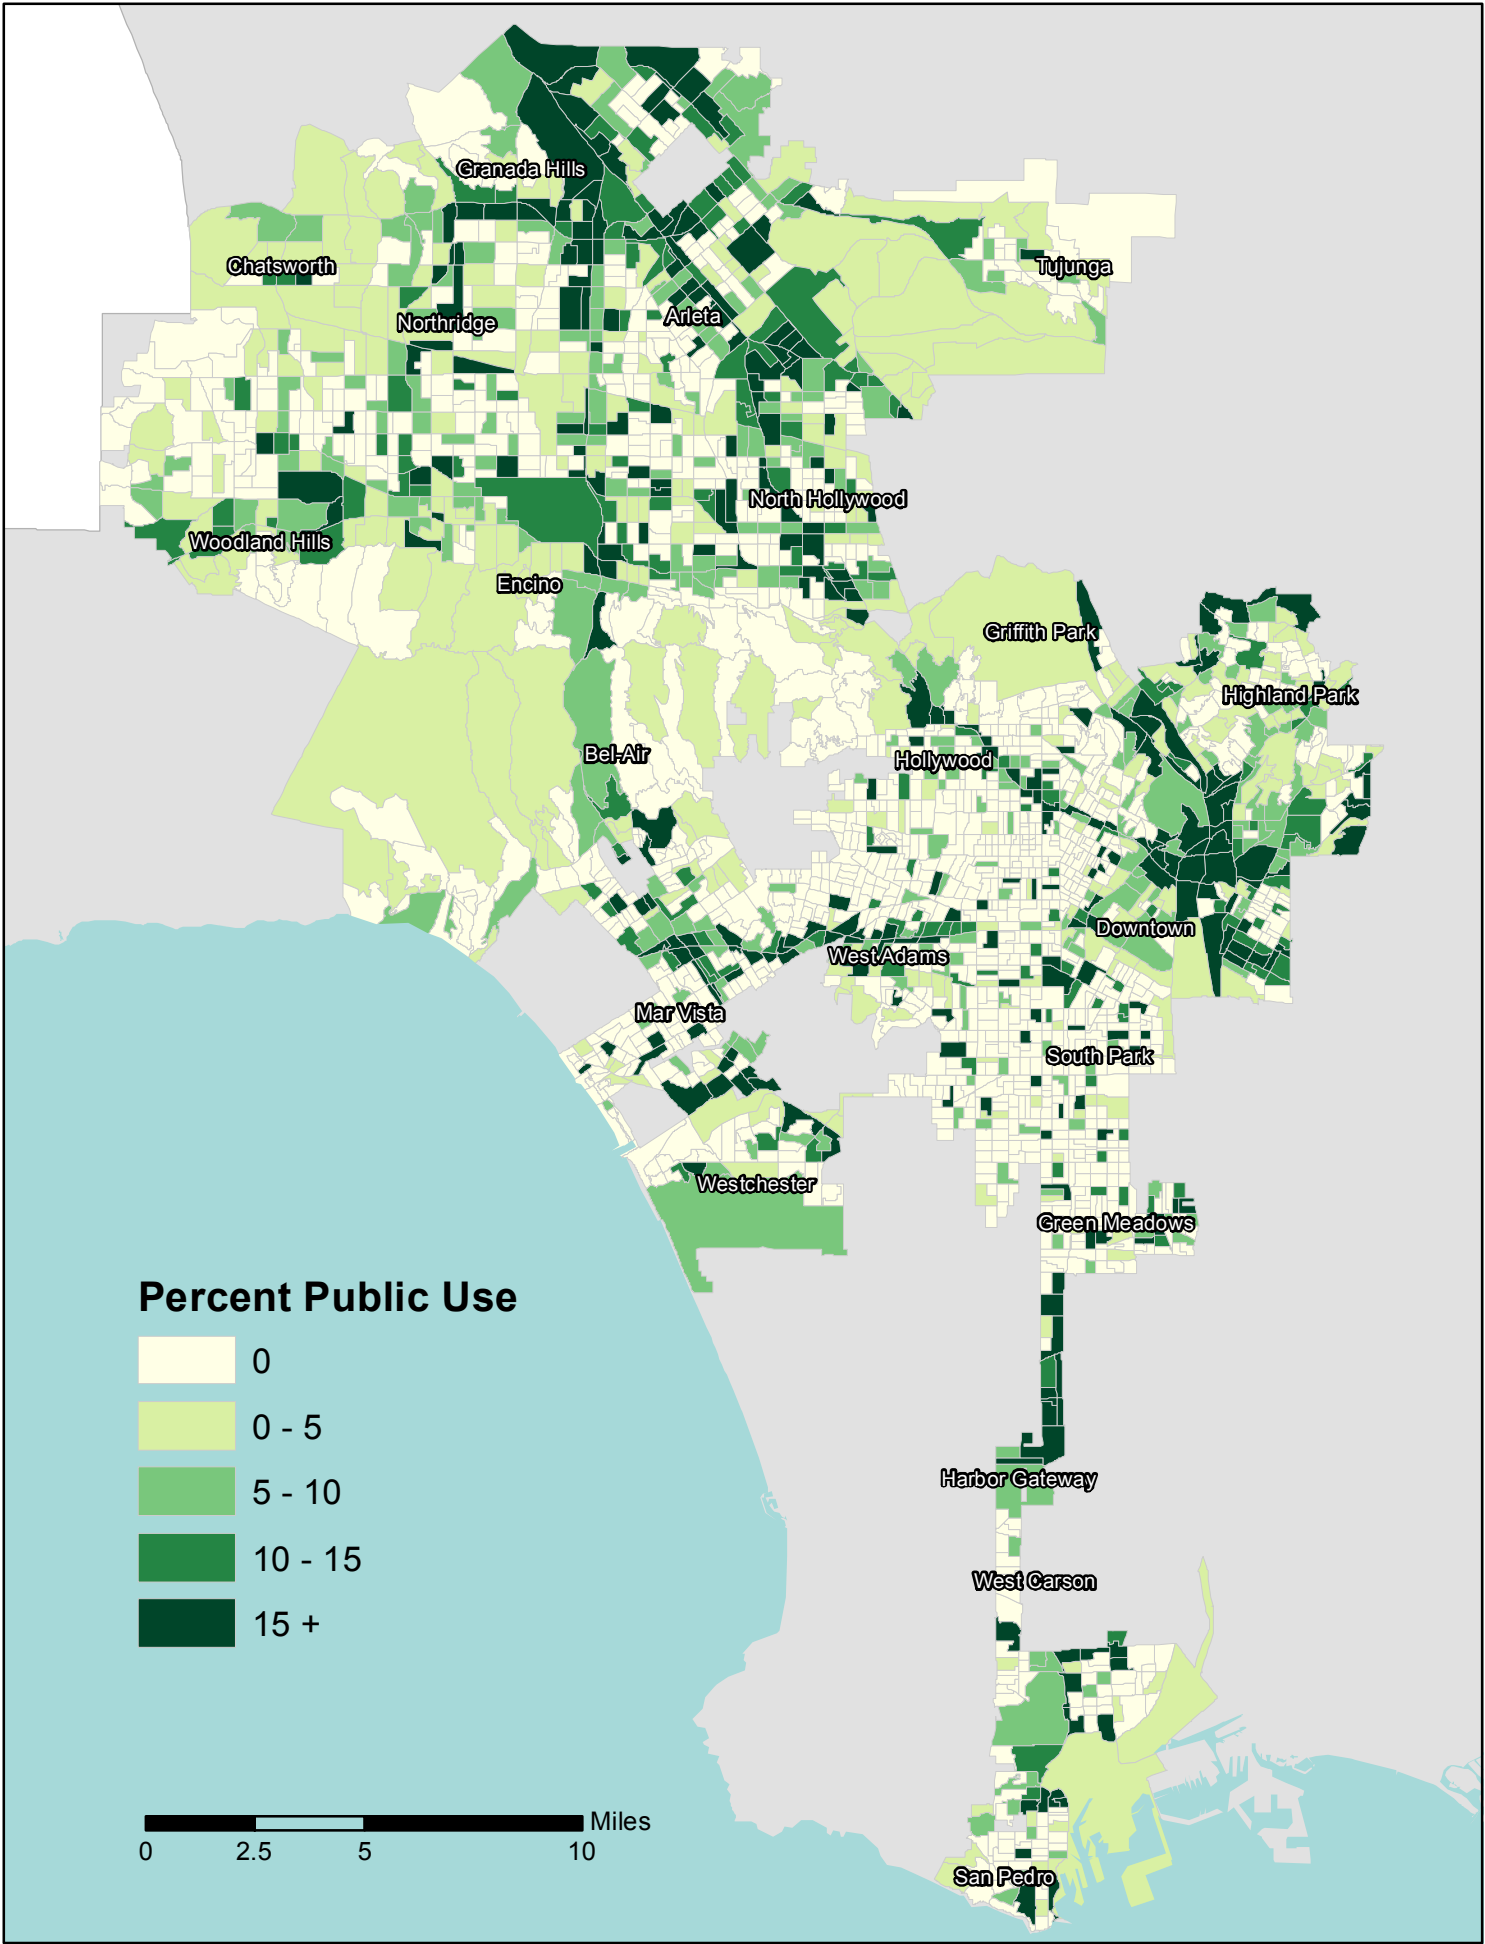 Granada Hills
Chatsworth
Tujunga
Northridge
Arleta
North Hollywood
Woodland Hills
Encino
Griffith Park
Highland Park
Bel-Air
Hollywood
Downtown
West Adams
Mar Vista
South Park
Westchester
Green Meadows
Percent Public Use
0
0 - 5
5 - 10
10 - 15
15 +
Harbor Gateway
West Carson
San Pedro
Miles
0 2.5 5 10